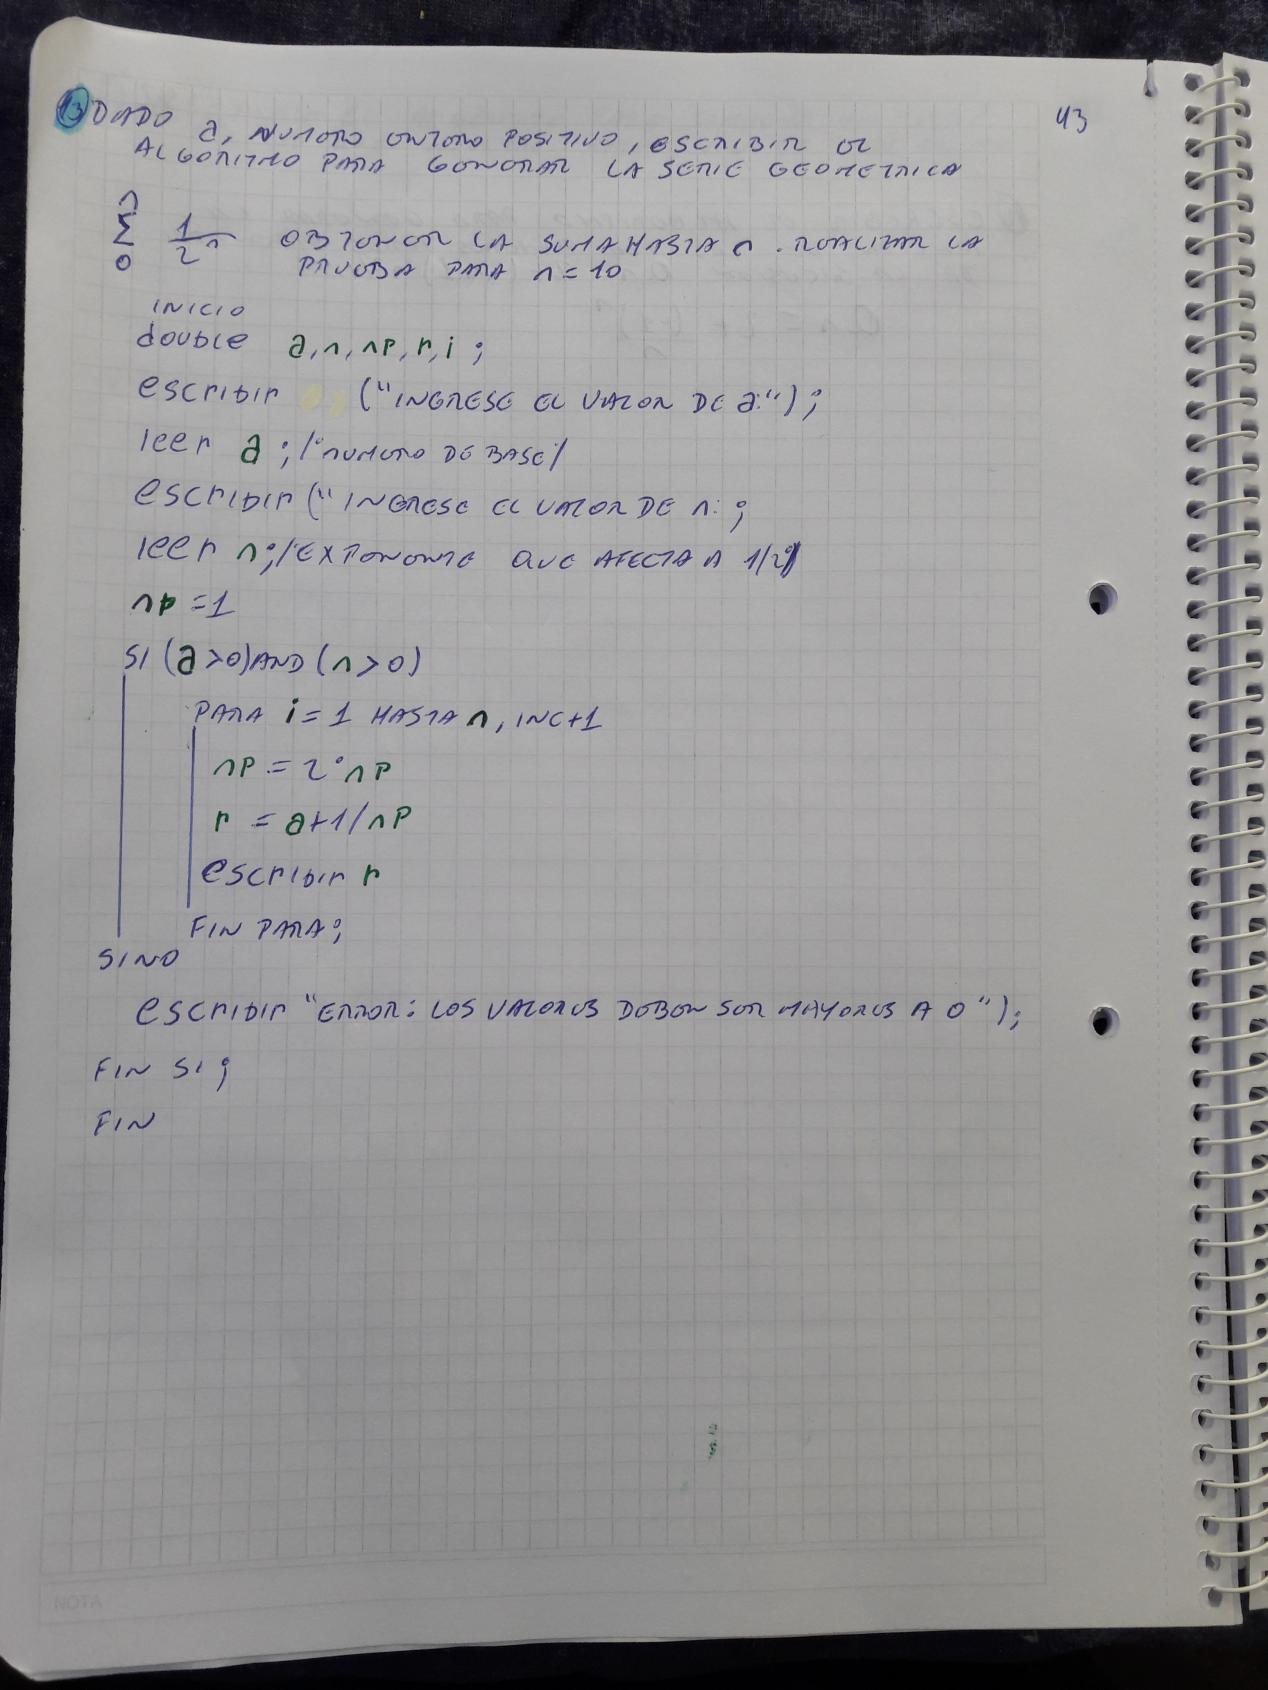 43
13 DADO a, NUMERO ENTERO POSITIVO, ESCRIBIR EL
ALGORITMO PARA GENERAR LA SERIE GEOMETRICA
∑ 1/2^n OBTENER LA SUMA HASTA n. REALIZAR LA
0
PRUEBA PARA n=10
INICIO
double a,n,np,r,i;
escribir ("INGRESE EL VALOR DE a:");
leer a;/*NUMERO DE BASE/
escribir("INGRESE EL VALOR DE n:;
leer n;/*EXPONENTE QUE AFECTA A 1/2*/
np=1
SI (a>0)AND(n>0)
PARA i=1 HASTA n, INC+1
np=2*np
r=a+1/np
escribir r
FIN PARA;
SINO
escribir "ERROR: LOS VALORES DEBEN SER MAYORES A 0");
FIN SI;
FIN
NOTA